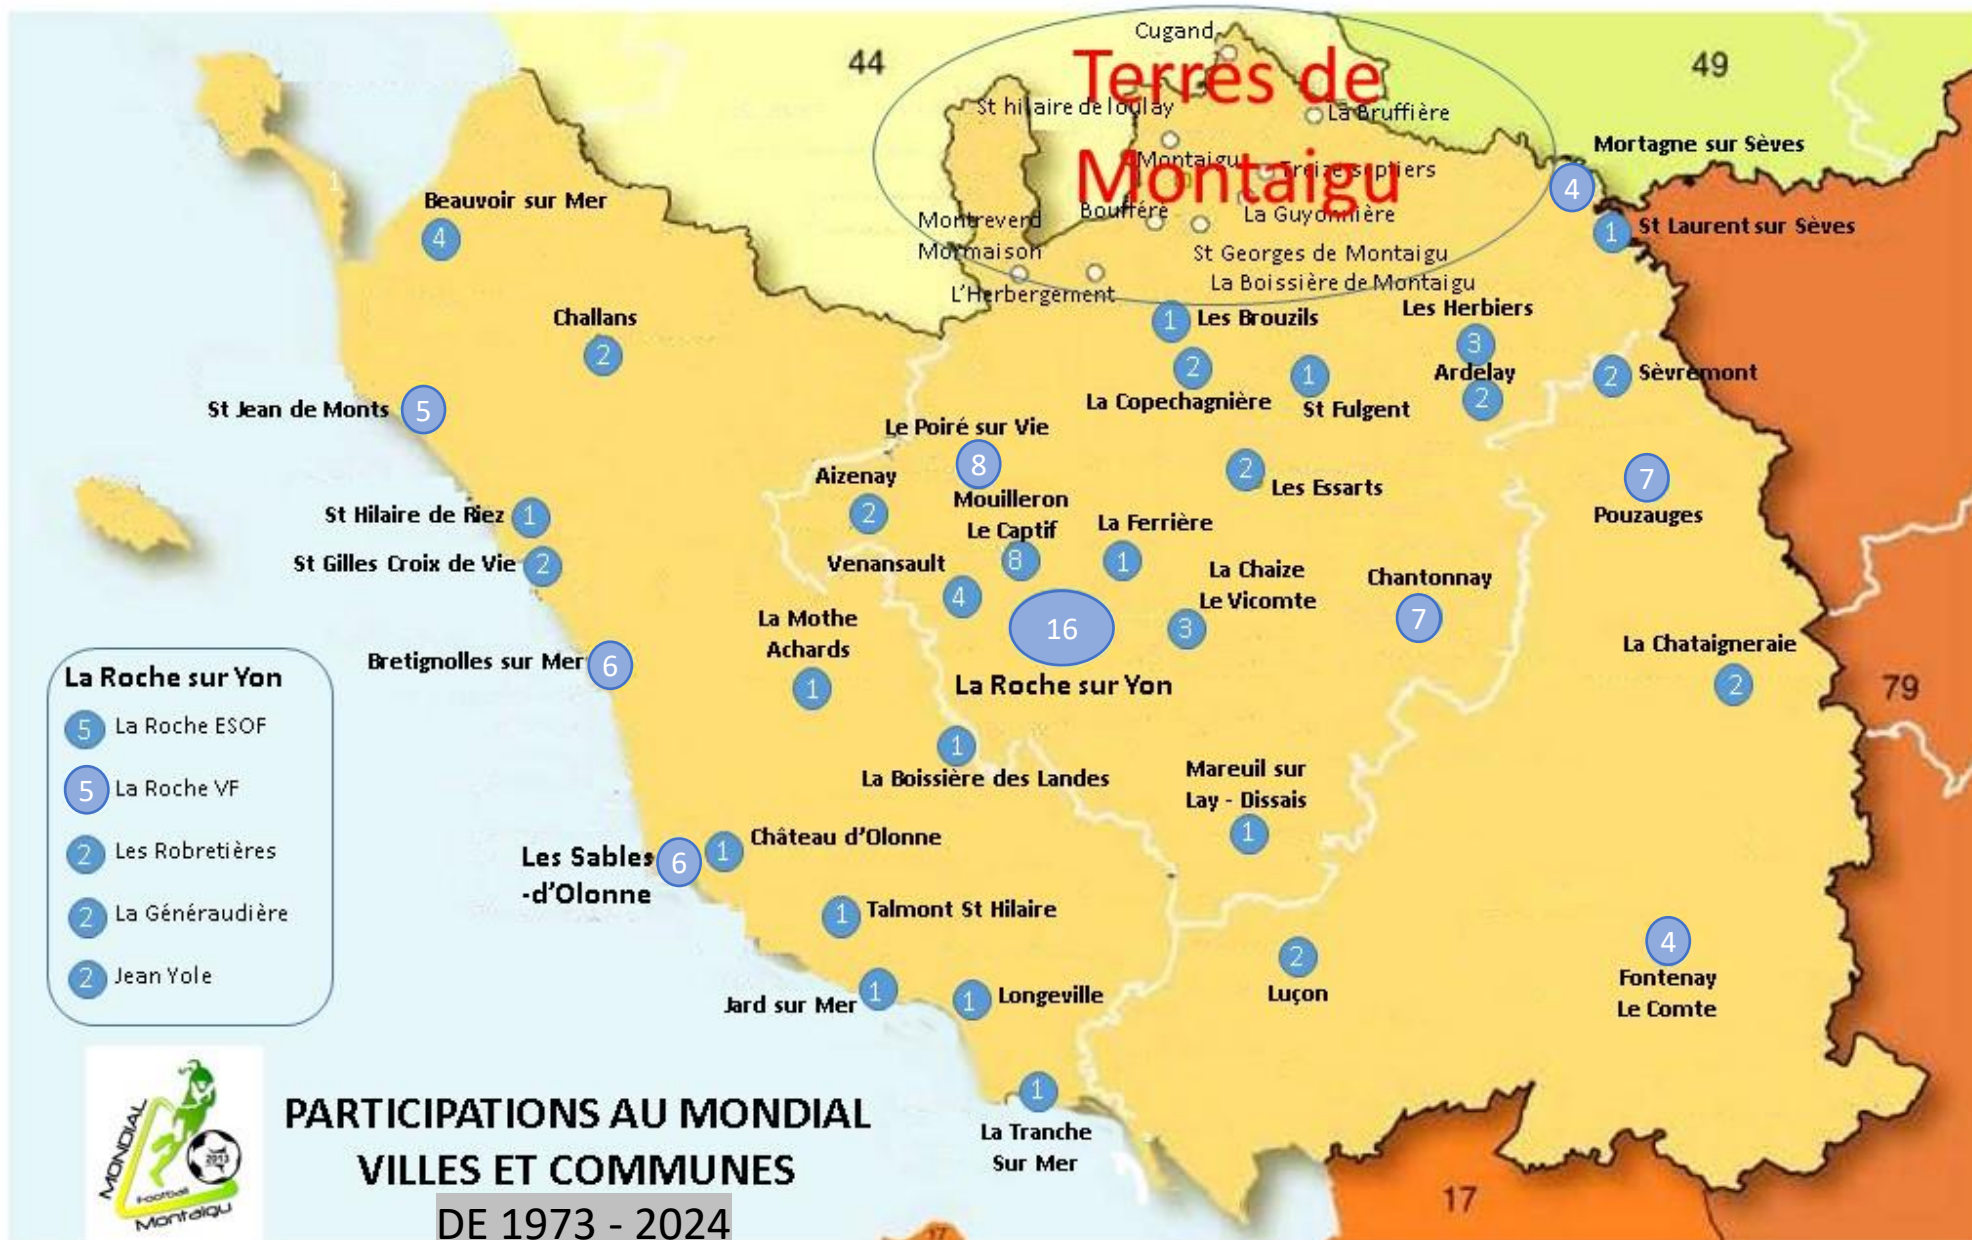 Cugand
44
Terres de
49
St hilaire de loulay
La Bruffière
Mortagne sur Sèves
Montaigu
Montaigu
Treize septiers
4
1
Beauvoir sur Mer
4
Montreverd
Boufféré
La Guyonnière
1
St Laurent sur Sèves
Mormaison
St Georges de Montaigu
L'Herbergement
La Boissière de Montaigu
Challans
2
1
Les Brouzils
Les Herbiers
3
2
La Copechagnière
1
St Fulgent
Ardelay
2
2
Sèvremont
St Jean de Monts
5
Le Poiré sur Vie
8
Aizenay
2
Mouilleron
Le Captif
8
2
Les Essarts
7
Pouzauges
St Hilaire de Riez
1
La Ferrière
1
St Gilles Croix de Vie
2
Venansault
4
La Chaize
Le Vicomte
3
Chantonnay
7
16
La Roche sur Yon
La Mothe
Achards
1
Bretignolles sur Mer
6
La Chataigneraie
2
79
La Roche sur Yon
5 La Roche ESOF
5 La Roche VF
2 Les Robretières
2 La Généraudière
2 Jean Yole
1
La Boissière des Landes
Mareuil sur
Lay - Dissais
1
Les Sables
-d'Olonne
6
1
Château d'Olonne
1
Talmont St Hilaire
2
Luçon
4
Fontenay
Le Comte
Jard sur Mer
1
1
Longeville
1
La Tranche
Sur Mer
MONDIAL
2013
Football
Montaigu
PARTICIPATIONS AU MONDIAL
VILLES ET COMMUNES
DE 1973 - 2024
17
17